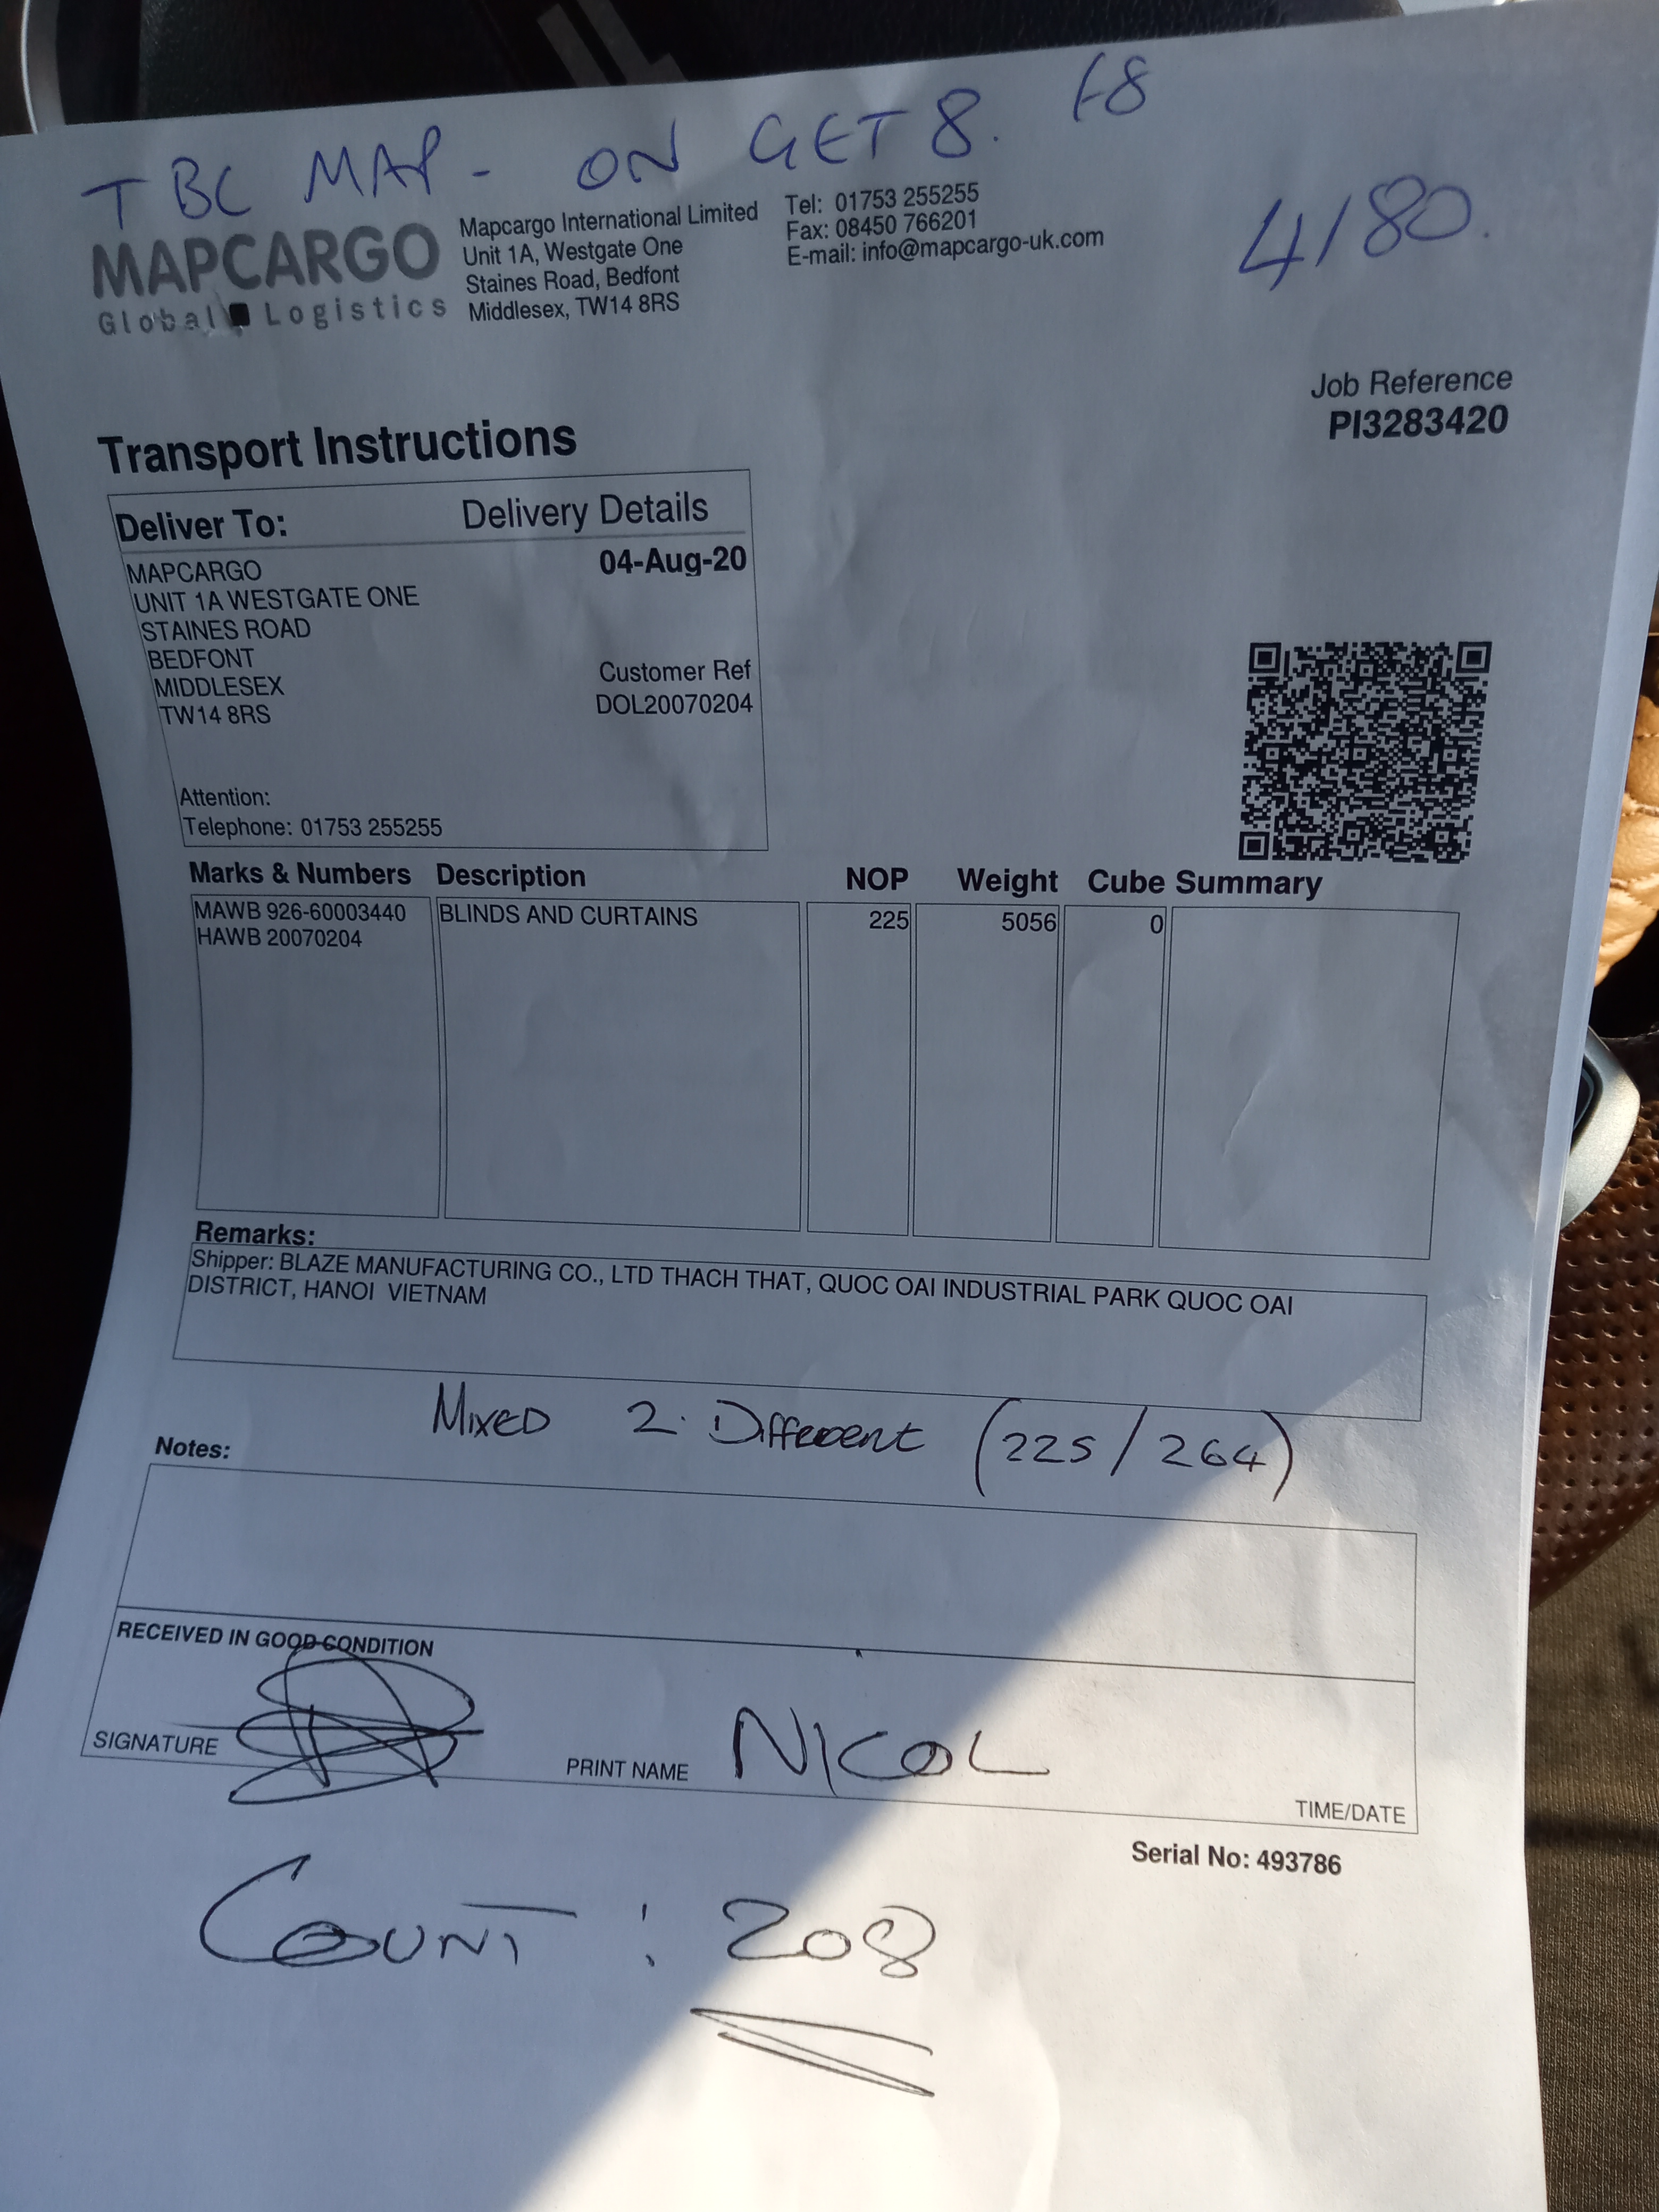 TBC MAP - ON GET 8. f8
4/80.
MAPCARGO
Global Logistics
Mapcargo International Limited
Unit 1A, Westgate One
Staines Road, Bedfont
Middlesex, TW14 8RS
Tel: 01753 255255
Fax: 08450 766201
E-mail: info@mapcargo-uk.com
Job Reference
PI3283420
Transport Instructions
Deliver To: Delivery Details
MAPCARGO 04-Aug-20
UNIT 1A WESTGATE ONE
STAINES ROAD
BEDFONT
MIDDLESEX Customer Ref
TW14 8RS DOL20070204
Attention:
Telephone: 01753 255255
Marks & Numbers Description NOP Weight Cube Summary
MAWB 926-60003440 BLINDS AND CURTAINS 225 5056 0
HAWB 20070204
Remarks:
Shipper: BLAZE MANUFACTURING CO., LTD THACH THAT, QUOC OAI INDUSTRIAL PARK QUOC OAI
DISTRICT, HANOI VIETNAM
Mixed 2 Different (225/264)
Notes:
RECEIVED IN GOOD CONDITION
SIGNATURE PRINT NAME NICOL TIME/DATE
Serial No: 493786
COUNT: 208